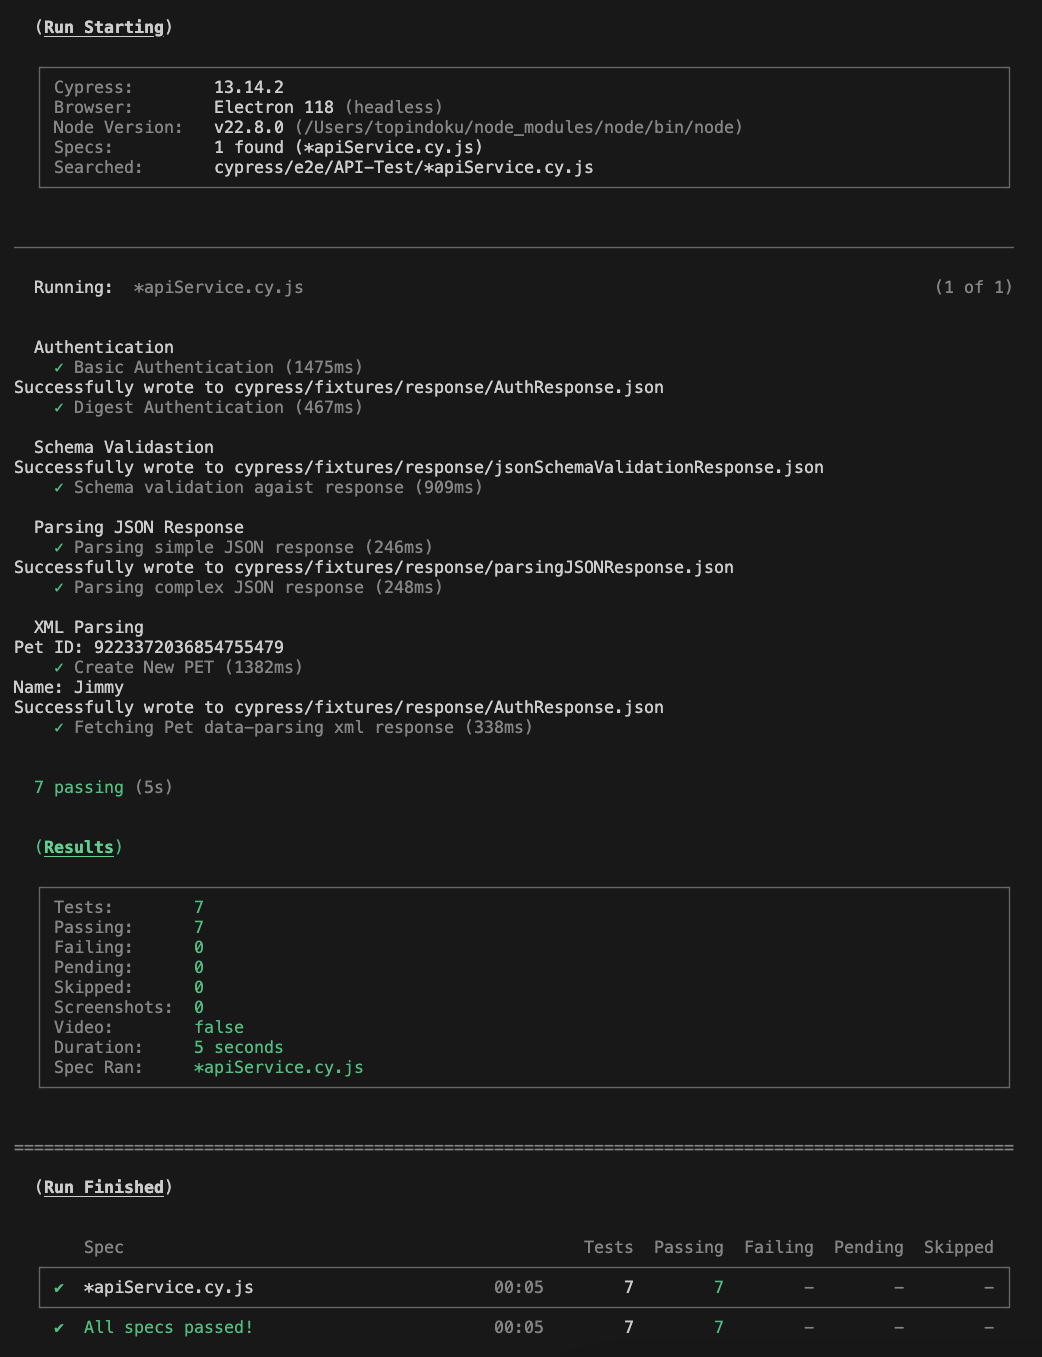 (Run Starting)
Cypress: 13.14.2
Browser: Electron 118 (headless)
Node Version: v22.8.0 (/Users/topindoku/node_modules/node/bin/node)
Specs: 1 found (*apiService.cy.js)
Searched: cypress/e2e/API-Test/*apiService.cy.js
Running: *apiService.cy.js (1 of 1)
Authentication
✓ Basic Authentication (1475ms)
Successfully wrote to cypress/fixtures/response/AuthResponse.json
✓ Digest Authentication (467ms)
Schema Validastion
Successfully wrote to cypress/fixtures/response/jsonSchemaValidationResponse.json
✓ Schema validation agaist response (909ms)
Parsing JSON Response
✓ Parsing simple JSON response (246ms)
Successfully wrote to cypress/fixtures/response/parsingJSONResponse.json
✓ Parsing complex JSON response (248ms)
XML Parsing
Pet ID: 9223372036854755479
✓ Create New PET (1382ms)
Name: Jimmy
Successfully wrote to cypress/fixtures/response/AuthResponse.json
✓ Fetching Pet data-parsing xml response (338ms)
7 passing (5s)
(Results)
Tests: 7
Passing: 7
Failing: 0
Pending: 0
Skipped: 0
Screenshots: 0
Video: false
Duration: 5 seconds
Spec Ran: *apiService.cy.js
====================================================================================================
(Run Finished)
Spec Tests Passing Failing Pending Skipped
✔ *apiService.cy.js 00:05 7 7 - - -
✔ All specs passed! 00:05 7 7 - - -